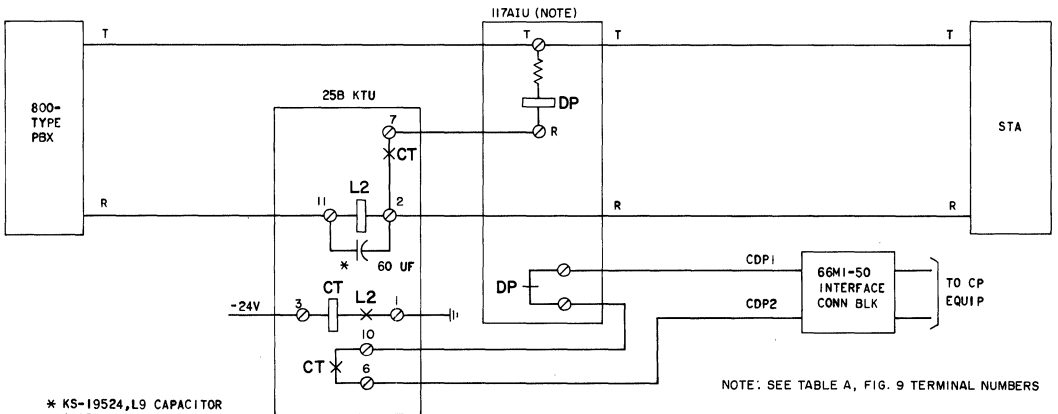 117A1U (NOTE)
T
T
T
T
800-
TYPE
PBX
25B KTU
DP
STA
7
R
CT
L2
11
2
R
R
R
* 60 UF
CDP1
66M1-50
INTERFACE
CONN BLK
TO CP
EQUIP
DP
CT
L2
-24V
3
1
CDP2
10
CT
6
NOTE: SEE TABLE A, FIG. 9 TERMINAL NUMBERS
* KS-19524,L9 CAPACITOR